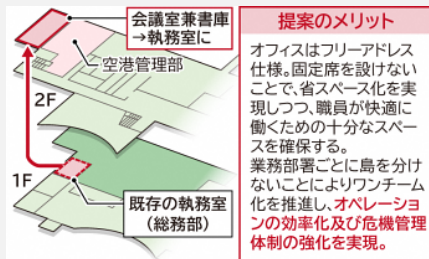 会議室兼書庫
→執務室に
空港管理部
2F
1F
既存の執務室
(総務部)
提案のメリット
オフィスはフリーアドレス
仕様。固定席を設けない
ことで、省スペース化を実
現しつつ、職員が快適に
働くための十分なスペー
スを確保する。
業務部署ごとに島を分け
ないことによりワンチーム
化を推進し、オペレーショ
ンの効率化及び危機管理
体制の強化を実現。